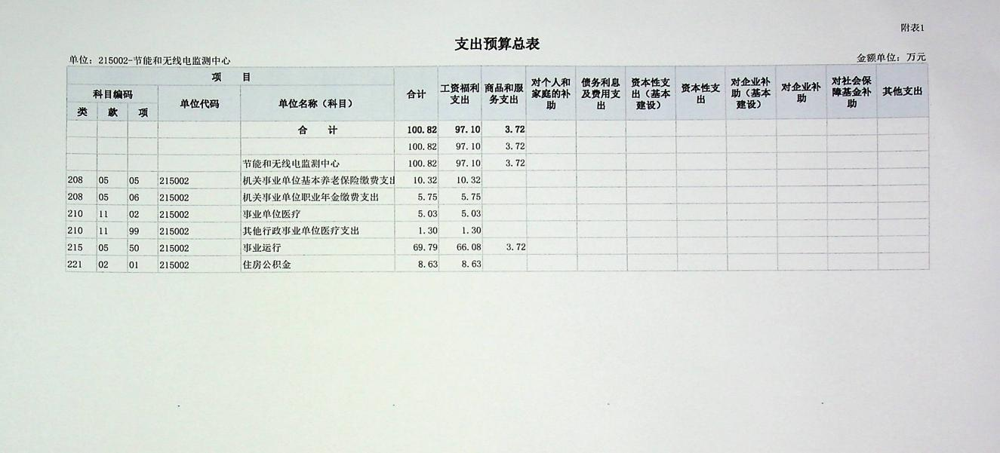 附表1
支出预算总表
单位：215002-节能和无线电监测中心 金额单位：万元
项 目 合计 工资福利支出 商品和服务支出 对个人和家庭的补助 债务利息及费用支出 资本性支出（基本建设） 资本性支出 对企业补助（基本建设） 对企业补助 对社会保障基金补助 其他支出
科目编码 单位代码 单位名称（科目）
类 款 项
合 计 100.82 97.10 3.72
100.82 97.10 3.72
节能和无线电监测中心 100.82 97.10 3.72
208 05 05 215002 机关事业单位基本养老保险缴费支出 10.32 10.32
208 05 06 215002 机关事业单位职业年金缴费支出 5.75 5.75
210 11 02 215002 事业单位医疗 5.03 5.03
210 11 99 215002 其他行政事业单位医疗支出 1.30 1.30
215 05 50 215002 事业运行 69.79 66.08 3.72
221 02 01 215002 住房公积金 8.63 8.63